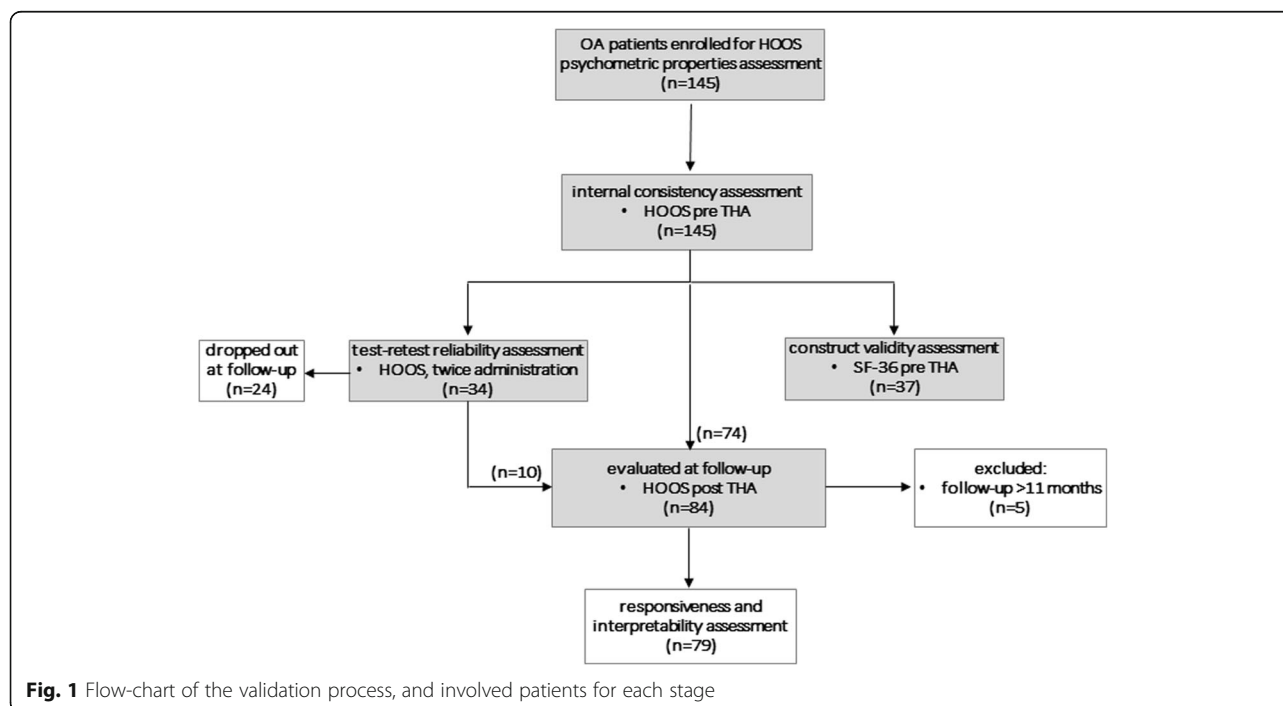 OA patients enrolled for HOOS
psychometric properties assessment
(n=145)
internal consistency assessment
• HOOS pre THA
(n=145)
dropped out
at follow-up
(n=24)
test-retest reliability assessment
• HOOS, twice administration
(n=34)
construct validity assessment
• SF-36 pre THA
(n=37)
(n=74)
(n=10)
evaluated at follow-up
• HOOS post THA
(n=84)
excluded:
• follow-up >11 months
(n=5)
responsiveness and
interpretability assessment
(n=79)
Fig. 1 Flow-chart of the validation process, and involved patients for each stage